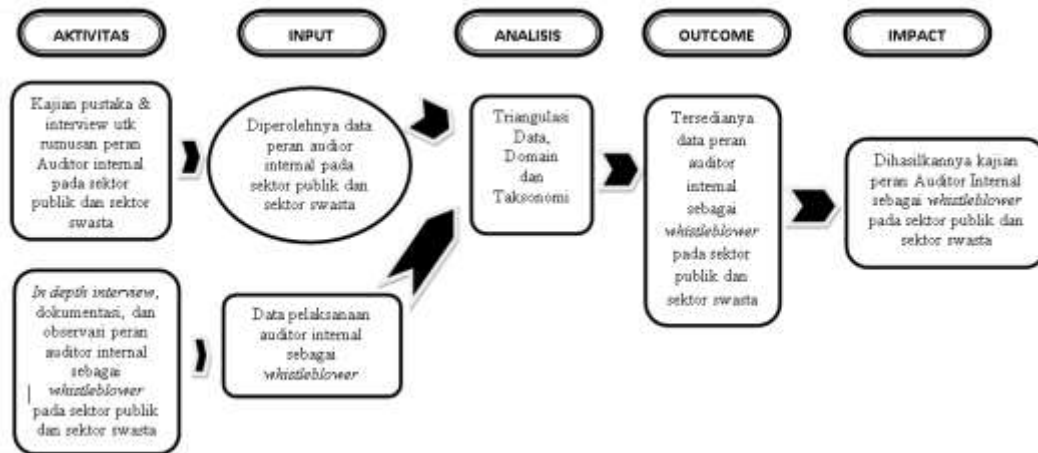 AKTIVITAS
INPUT
ANALISIS
OUTCOME
IMPACT
Kajian pustaka &
interview utk
rumusan peran
Auditor internal
pada sektor
publik dan sektor
swasta
Diperolehnya data
peran audior
internal pada
sektor publik dan
sektor swasta
Triangulasi
Data,
Domain
dan
Taksonomi
Tersedianya
data peran
auditor
internal
sebagai
whistleblower
pada sektor
publik dan
sektor swasta
Dihasilkannya kajian
peran Auditor Internal
sebagai whistleblower
pada sektor publik dan
sektor swasta
In depth interview,
dokumentasi, dan
observasi peran
auditor internal
sebagai
whistleblower
pada sektor publik
dan sektor swasta
Data pelaksanaan
auditor internal
sebagai
whistleblower